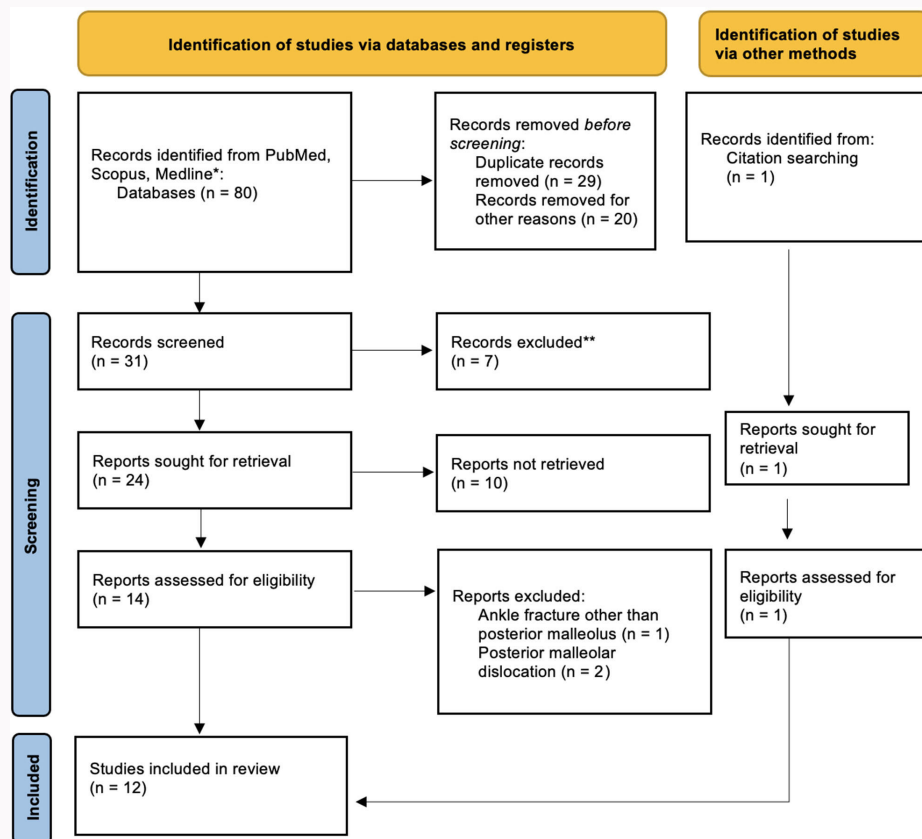 Identification of studies via databases and registers
Identification of studies
via other methods
Identification
Records identified from PubMed,
Scopus, Medline*:
Databases (n = 80)
Records removed before
screening:
Duplicate records
removed (n = 29)
Records removed for
other reasons (n = 20)
Records identified from:
Citation searching
(n = 1)
Screening
Records screened
(n = 31)
Records excluded**
(n = 7)
Reports sought for retrieval
(n = 24)
Reports not retrieved
(n = 10)
Reports sought for
retrieval
(n = 1)
Reports assessed for eligibility
(n = 14)
Reports excluded:
Ankle fracture other than
posterior malleolus (n = 1)
Posterior malleolar
dislocation (n = 2)
Reports assessed for
eligibility
(n = 1)
Included
Studies included in review
(n = 12)